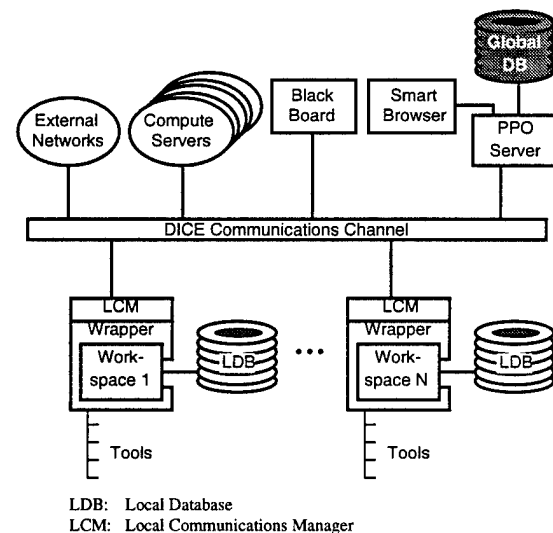 Global
DB
External
Networks
Compute
Servers
Black
Board
Smart
Browser
PPO
Server
DICE Communications Channel
LCM
Wrapper
Work-
space 1
LDB
...
LCM
Wrapper
Work-
space N
LDB
Tools
Tools
LDB: Local Database
LCM: Local Communications Manager